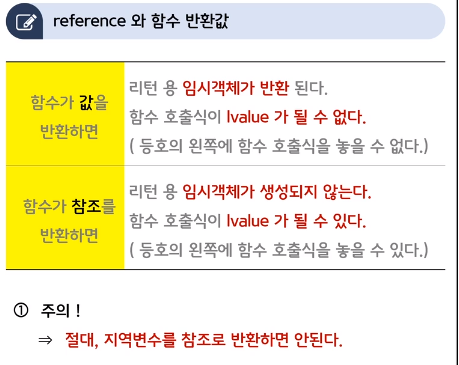 reference 와 함수 반환값
함수가 값을
반환하면
리턴 용 임시객체가 반환 된다.
함수 호출식이 lvalue 가 될 수 없다.
( 등호의 왼쪽에 함수 호출식을 놓을 수 없다.)
함수가 참조를
반환하면
리턴 용 임시객체가 생성되지 않는다.
함수 호출식이 lvalue 가 될 수 있다.
( 등호의 왼쪽에 함수 호출식을 놓을 수 있다.)
① 주의 !
⇒ 절대, 지역변수를 참조로 반환하면 안된다.